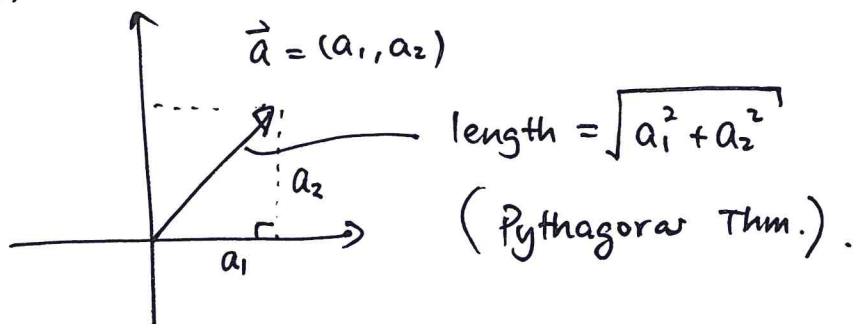 a⃗ = (a₁, a₂)
length = √(a₁² + a₂²)
a₂
(Pythagoras Thm.).
a₁